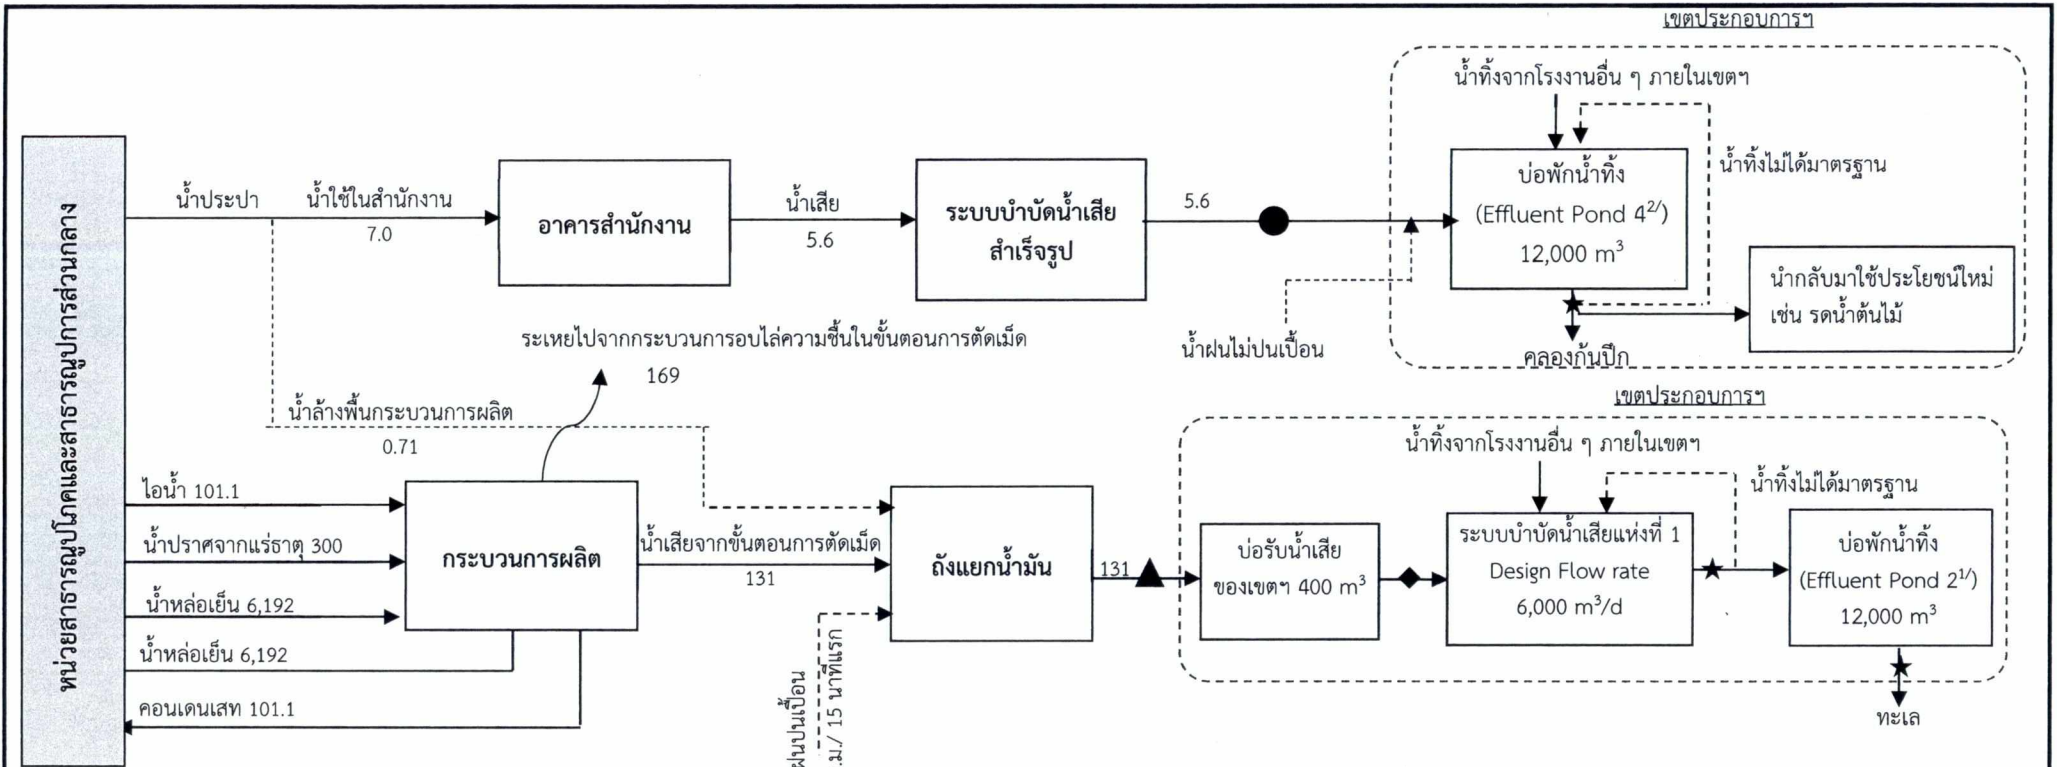 เขตประกอบการฯ
น้ำทิ้งจากโรงงานอื่น ๆ ภายในเขตฯ
น้ำทิ้งไม่ได้มาตรฐาน
บ่อพักน้ำทิ้ง
(Effluent Pond 4²ᐟ)
12,000 m³
นำกลับมาใช้ประโยชน์ใหม่
เช่น รดน้ำต้นไม้
คลองก้นปึก
หน่วยสาธารณูปโภคและสาธารณูปการส่วนกลาง
น้ำประปา
น้ำใช้ในสำนักงาน
7.0
อาคารสำนักงาน
น้ำเสีย
5.6
ระบบบำบัดน้ำเสีย
สำเร็จรูป
5.6
น้ำฝนไม่ปนเปื้อน
ระเหยไปจากกระบวนการอบไล่ความชื้นในขั้นตอนการตัดเม็ด
169
น้ำล้างพื้นกระบวนการผลิต
0.71
ไอน้ำ 101.1
น้ำปราศจากแร่ธาตุ 300
น้ำหล่อเย็น 6,192
น้ำหล่อเย็น 6,192
คอนเดนเสท 101.1
กระบวนการผลิต
น้ำเสียจากขั้นตอนการตัดเม็ด
131
ถังแยกน้ำมัน
131
ฝนปนเปื้อน
.ม./ 15 นาทีแรก
เขตประกอบการฯ
น้ำทิ้งจากโรงงานอื่น ๆ ภายในเขตฯ
น้ำทิ้งไม่ได้มาตรฐาน
บ่อรับน้ำเสีย
ของเขตฯ 400 m³
ระบบบำบัดน้ำเสียแห่งที่ 1
Design Flow rate
6,000 m³/d
บ่อพักน้ำทิ้ง
(Effluent Pond 2¹ᐟ)
12,000 m³
ทะเล